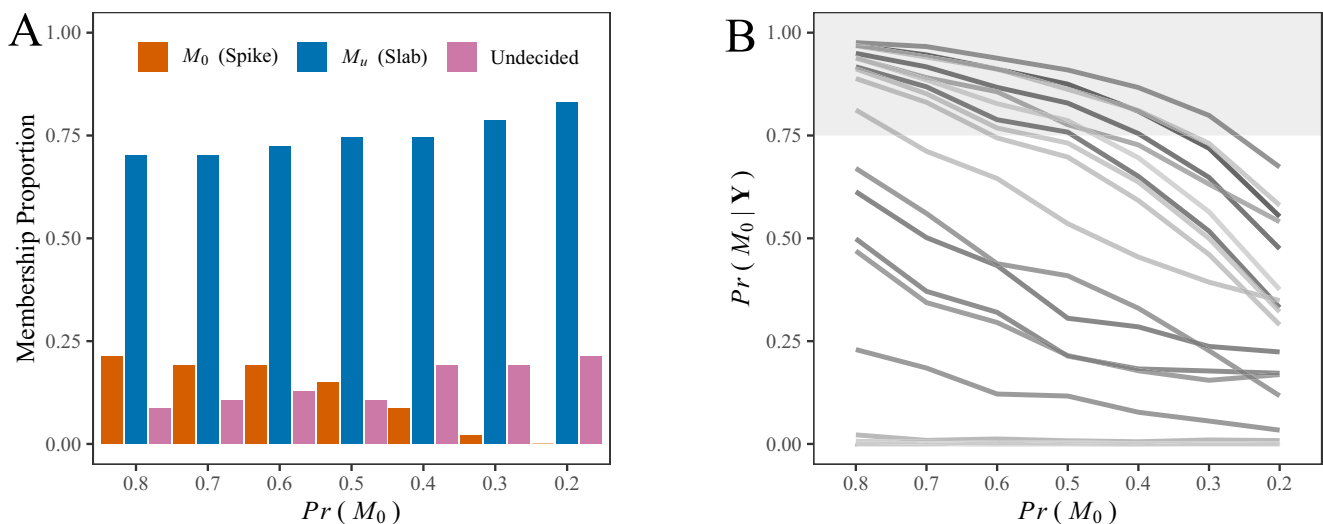 A
M₀ (Spike) Mᵤ (Slab) Undecided
Membership Proportion
1.00
0.75
0.50
0.25
0.00
0.8 0.7 0.6 0.5 0.4 0.3 0.2
Pr ( M₀ )
B
Pr ( M₀ | Y )
1.00
0.75
0.50
0.25
0.00
0.8 0.7 0.6 0.5 0.4 0.3 0.2
Pr ( M₀ )